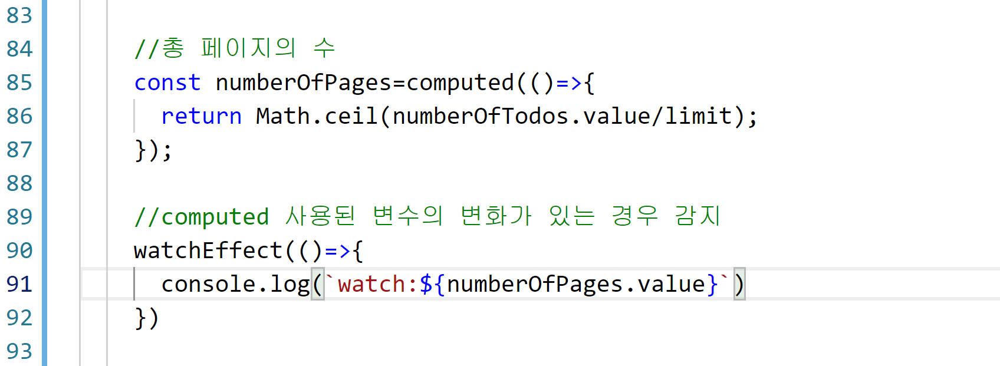 83
84 //총 페이지의 수
85 const numberOfPages=computed(()=>{
86 return Math.ceil(numberOfTodos.value/limit);
87 });
88
89 //computed 사용된 변수의 변화가 있는 경우 감지
90 watchEffect(()=>{
91 console.log(`watch:${numberOfPages.value}`)
92 })
93